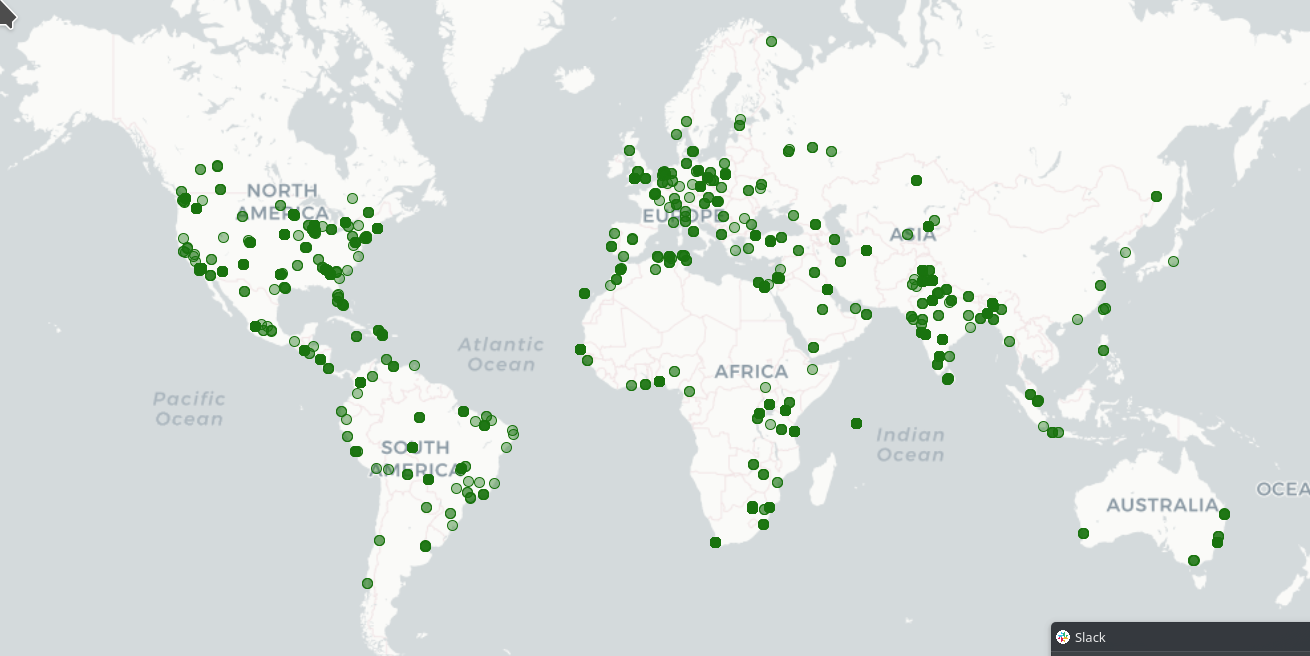 NORTH
AMERICA
EUROPE
ASIA
Atlantic
Ocean
AFRICA
Pacific
Ocean
SOUTH
AMERICA
Indian
Ocean
AUSTRALIA
OCEA
Slack